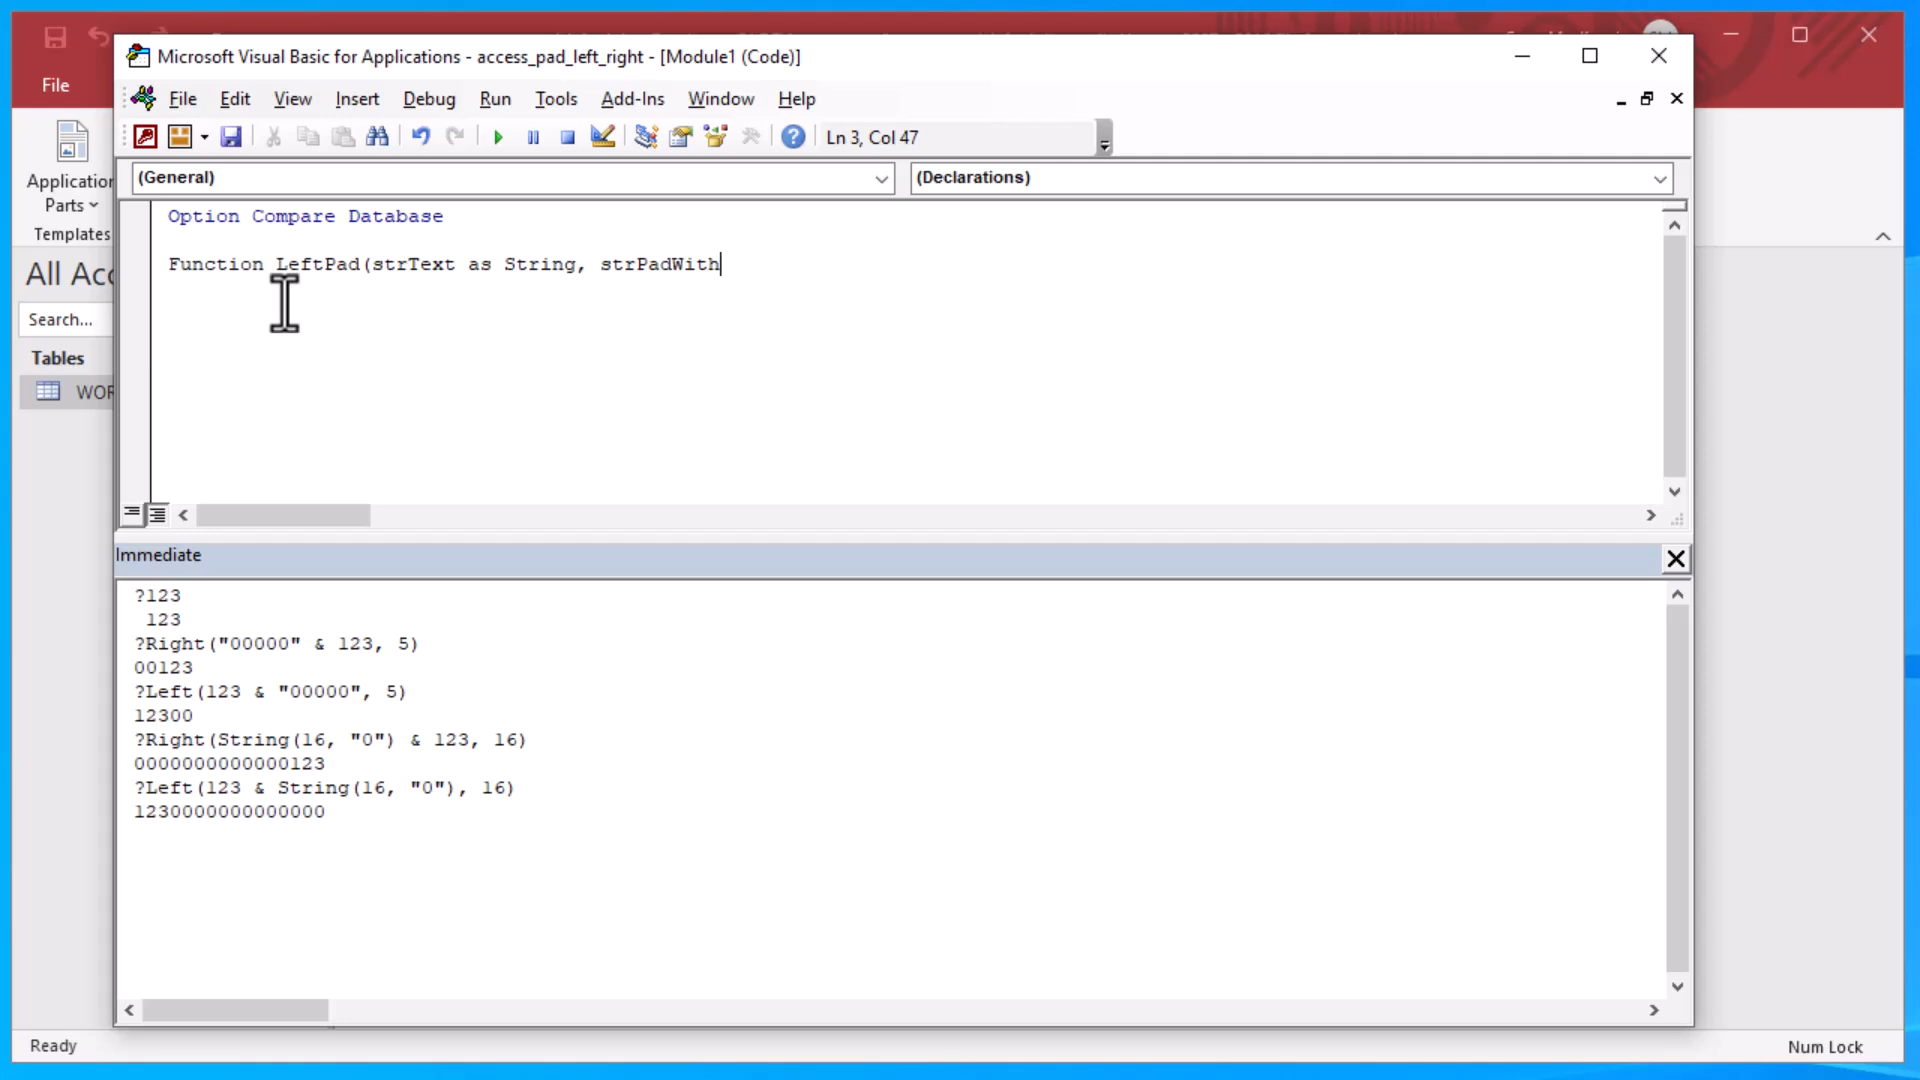 File
Microsoft Visual Basic for Applications - access_pad_left_right - [Module1 (Code)]
File Edit View Insert Debug Run Tools Add-Ins Window Help
Ln 3, Col 47
(General)
(Declarations)
Application
Parts
Templates
All Acc
Search...
Tables
WOR
Option Compare Database
Function LeftPad(strText as String, strPadWith
Immediate
?123
123
?Right("00000" & 123, 5)
00123
?Left(123 & "00000", 5)
12300
?Right(String(16, "0") & 123, 16)
0000000000000123
?Left(123 & String(16, "0"), 16)
1230000000000000
Ready
Num Lock